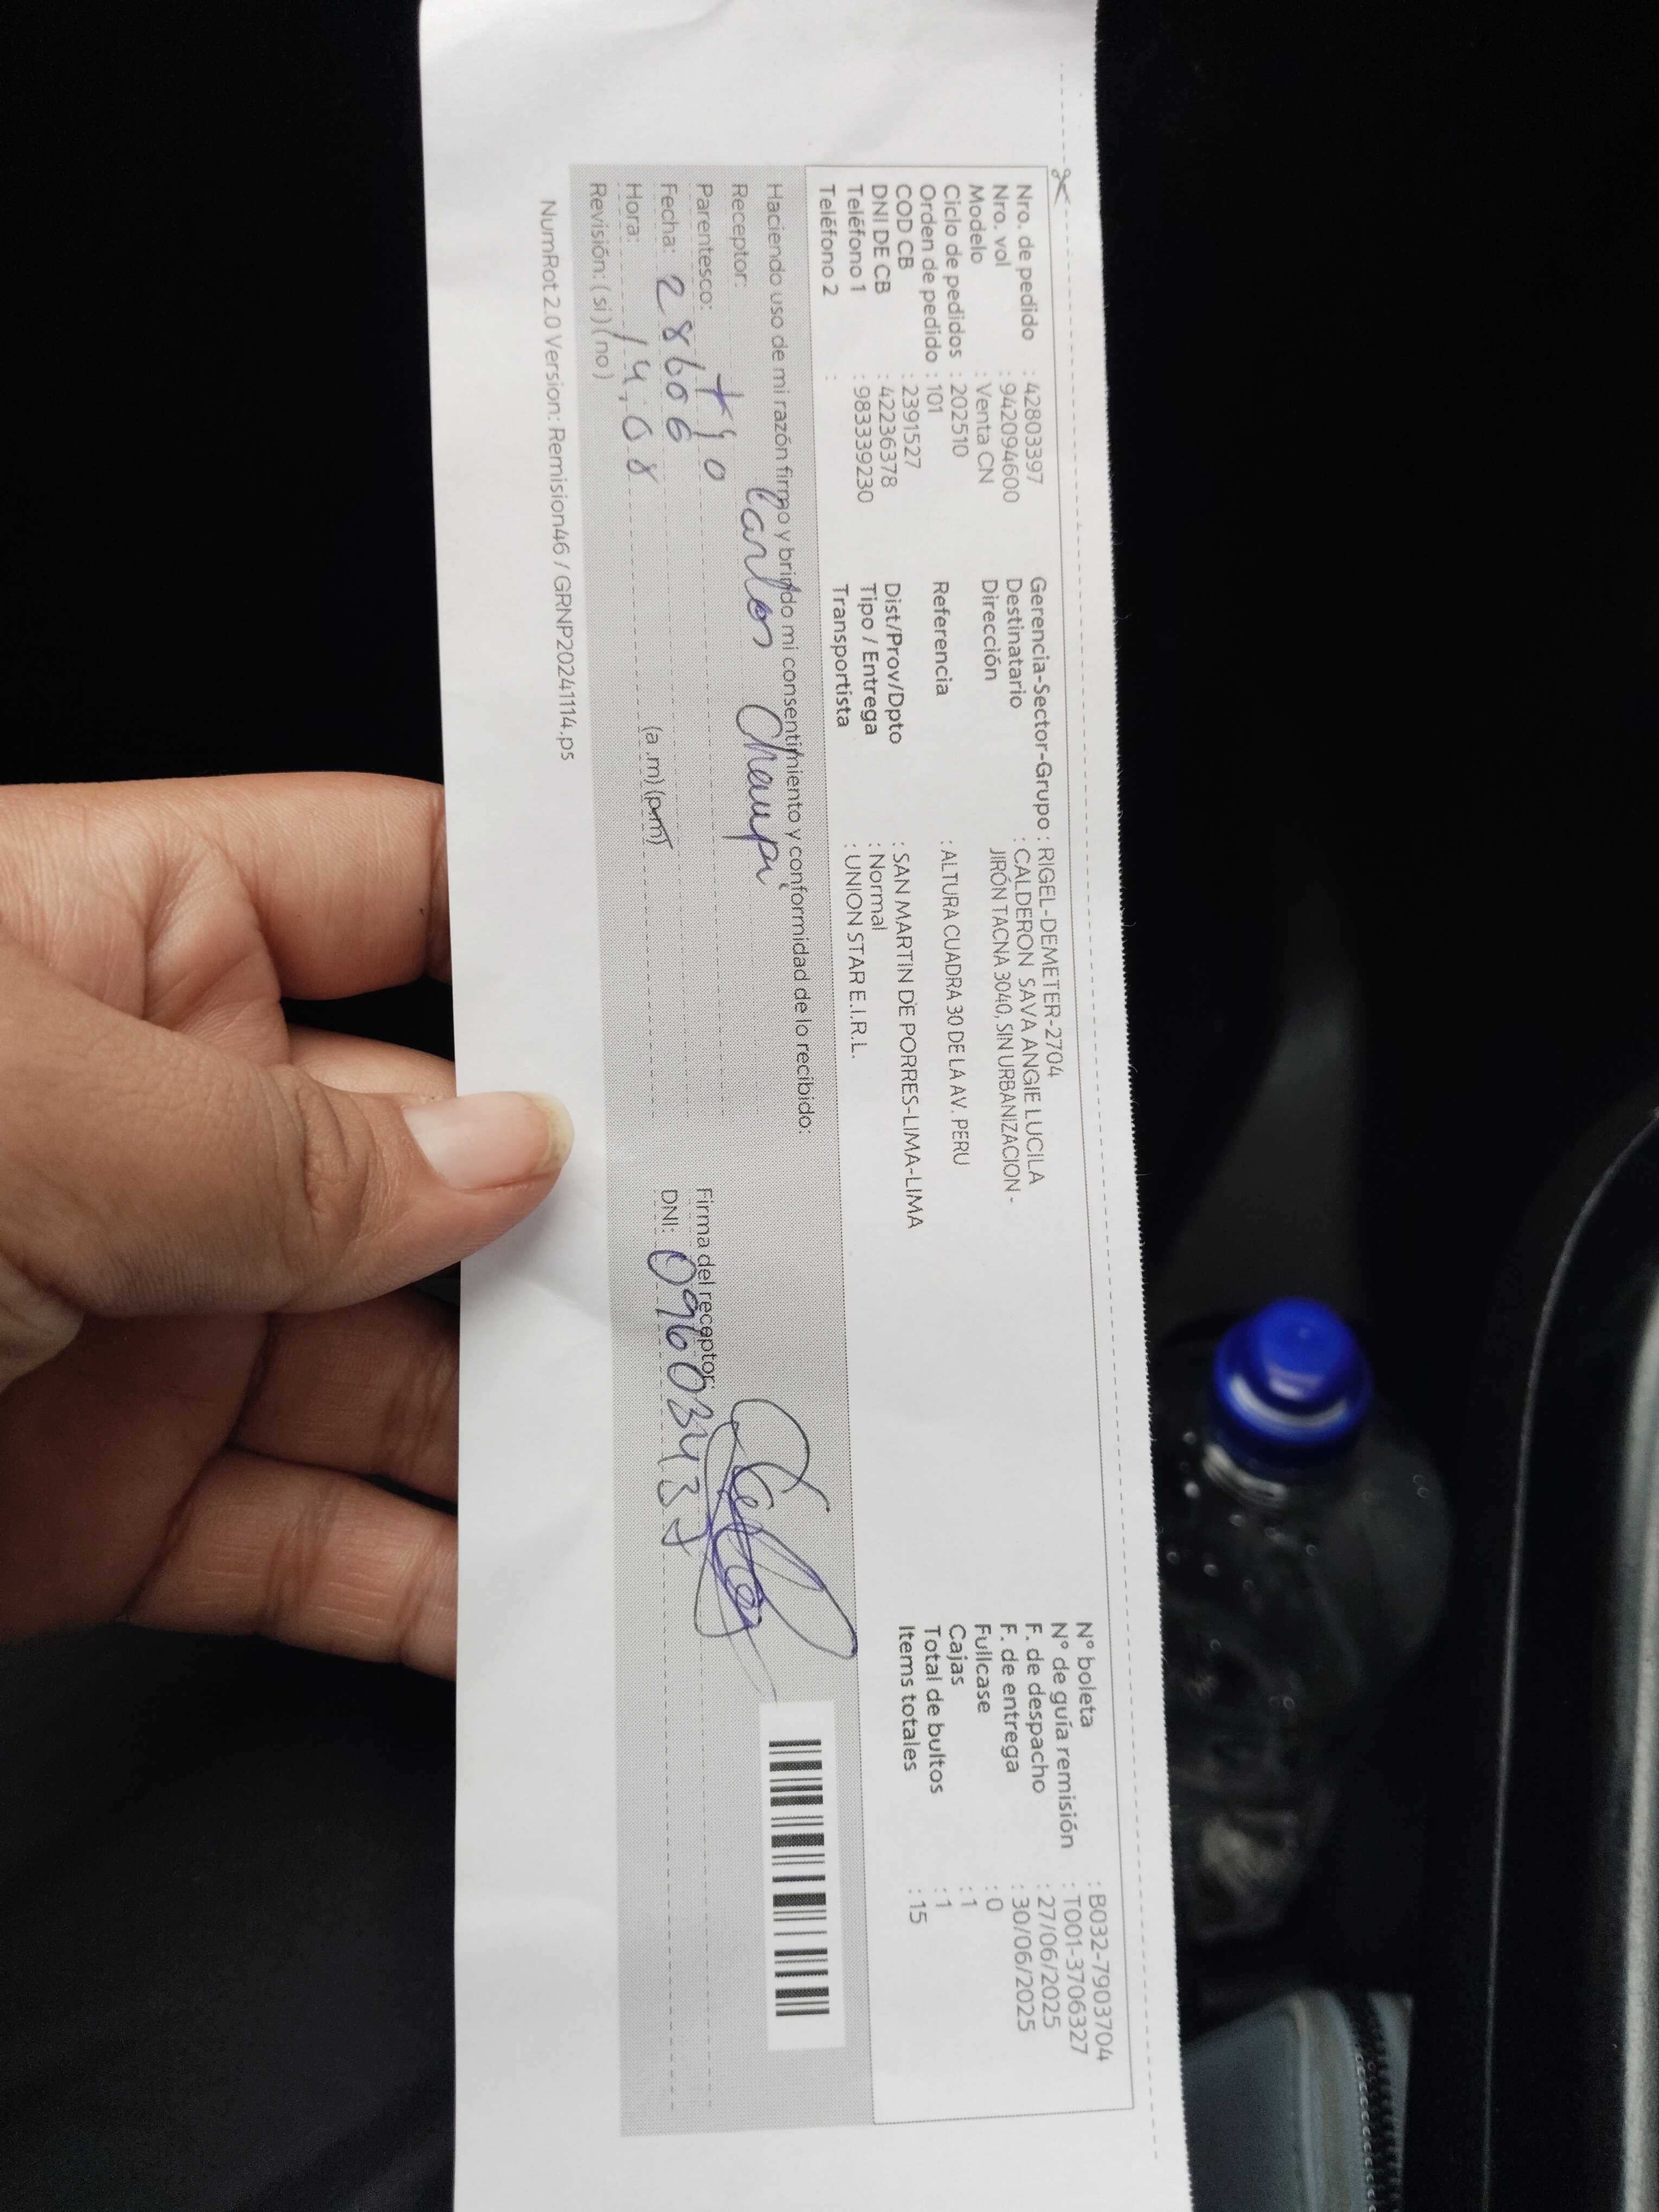 Nro. de pedido : 42803397
Nro. vol : 942094600
Modelo : Venta CN
Ciclo de pedidos : 202510
Orden de pedido : 101
COD CB : 2391527
DNI DE CB : 42236378
Teléfono 1 : 983339230
Teléfono 2 :
Gerencia-Sector-Grupo : RIGEL-DEMETER-2704
Destinatario : CALDERON SAVA ANGIE LUCILA
Dirección JIRÓN TACNA 3040, SIN URBANIZACION -
Referencia : ALTURA CUADRA 30 DE LA AV. PERU
Dist/Prov/Dpto : SAN MARTIN DE PORRES-LIMA-LIMA
Tipo / Entrega : Normal
Transportista : UNION STAR E.I.R.L.
N° boleta : B032-7903704
N° de guía remisión : T001-3706327
F. de despacho : 27/06/2025
F. de entrega : 30/06/2025
Fullcase : 0
Cajas : 1
Total de bultos : 1
Items totales : 15
Haciendo uso de mi razón firmo y brindo mi consentimiento y conformidad de lo recibido:
Receptor: Carlos Champi
Parentesco: tio
Fecha: 28606
Hora: 14,08 (a.m) (p.m)
Revisión: ( si ) ( no )
Firma del receptor:
DNI: 09603437
NumRot 2.0 Version: Remision46 / GRNP20241114.ps